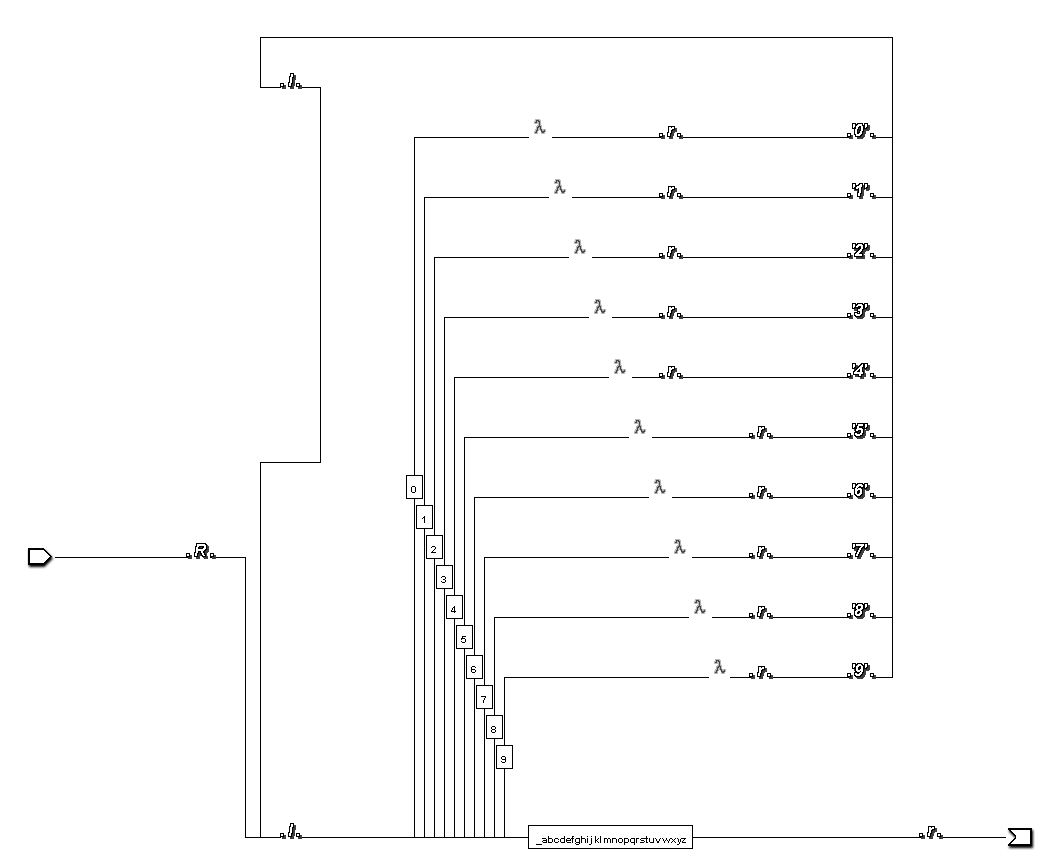 .l.
λ .r. .'0'.
λ .r. .'1'.
λ .r. .'2'.
λ .r. .'3'.
λ .r. .'4'.
λ .r. .'5'.
0
λ .r. .'6'.
1
.R.
2
λ .r. .'7'.
3
4
λ .r. .'8'.
5
6
λ .r. .'9'.
7
8
9
.l.
_abcdefghijklmnopqrstuvwxyz
.r.